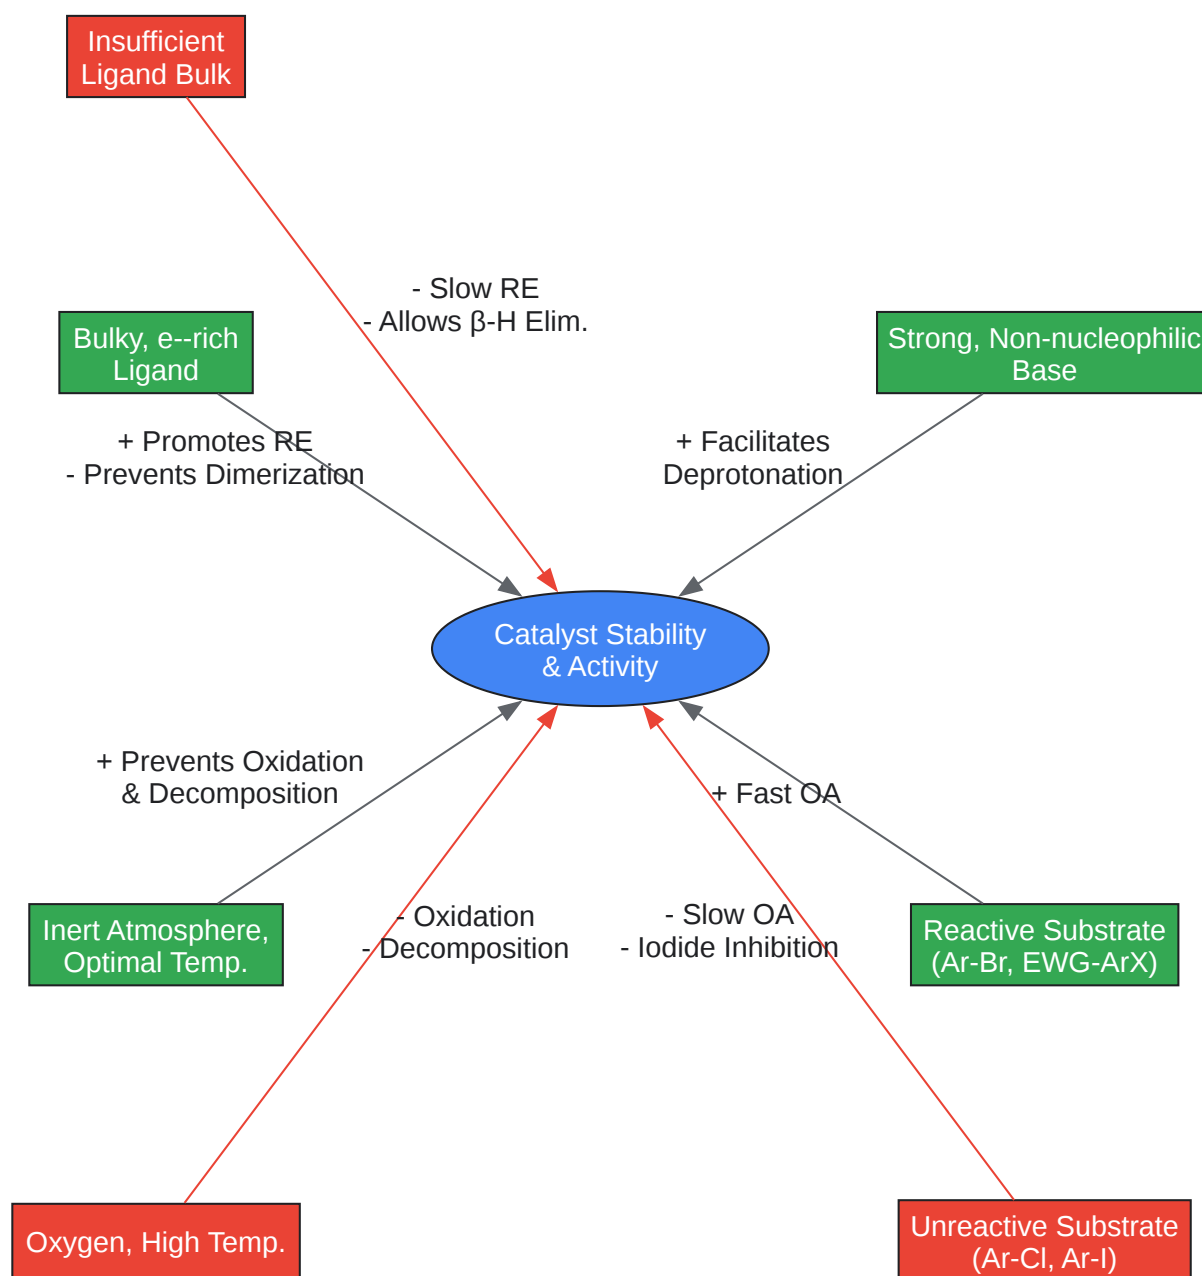 Insufficient
Ligand Bulk
- Slow RE
- Allows β-H Elim.
Bulky, e--rich
Ligand
Strong, Non-nucleophilic
Base
+ Promotes RE
- Prevents Dimerization
+ Facilitates
Deprotonation
Catalyst Stability
& Activity
+ Prevents Oxidation
& Decomposition
+ Fast OA
- Oxidation
- Decomposition
- Slow OA
- Iodide Inhibition
Inert Atmosphere,
Optimal Temp.
Reactive Substrate
(Ar-Br, EWG-ArX)
Oxygen, High Temp.
Unreactive Substrate
(Ar-Cl, Ar-I)